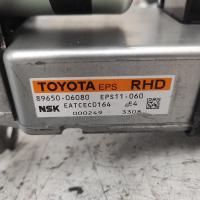 TOYOTA EPS RHD
89650-06080 EPS11-060
NSK EATCEC0164 E4
000249 3308